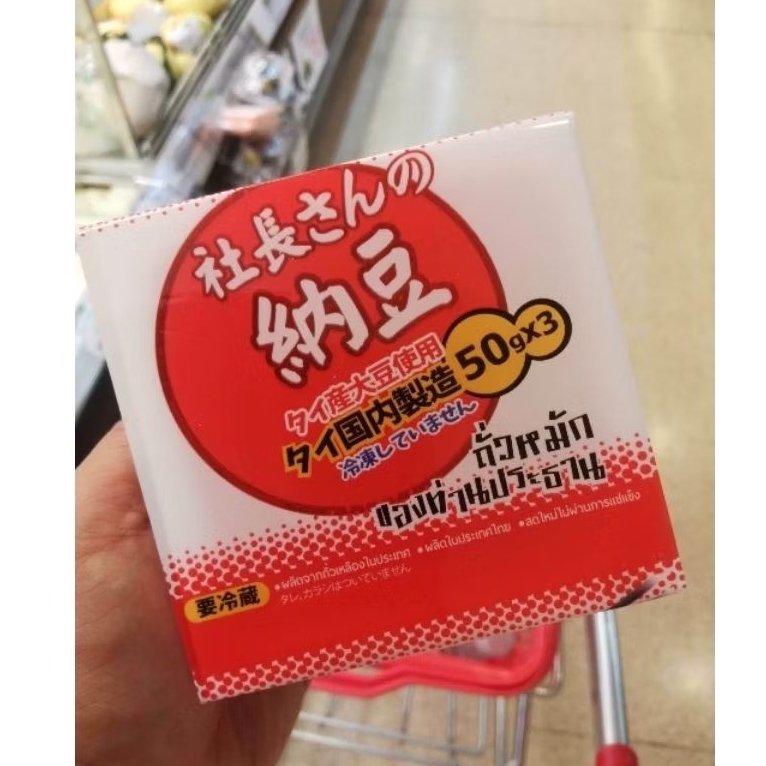 社長さんの
納豆
タイ産大豆使用
タイ国内製造
冷凍していません
50gx3
ถั่วหมัก
ของท่านประธาน
•ผลิตจากถั่วเหลืองในประเทศ •ผลิตในประเทศไทย •สดใหม่ไม่ผ่านการแช่แข็ง
タレ、カラシはついていません
要冷蔵